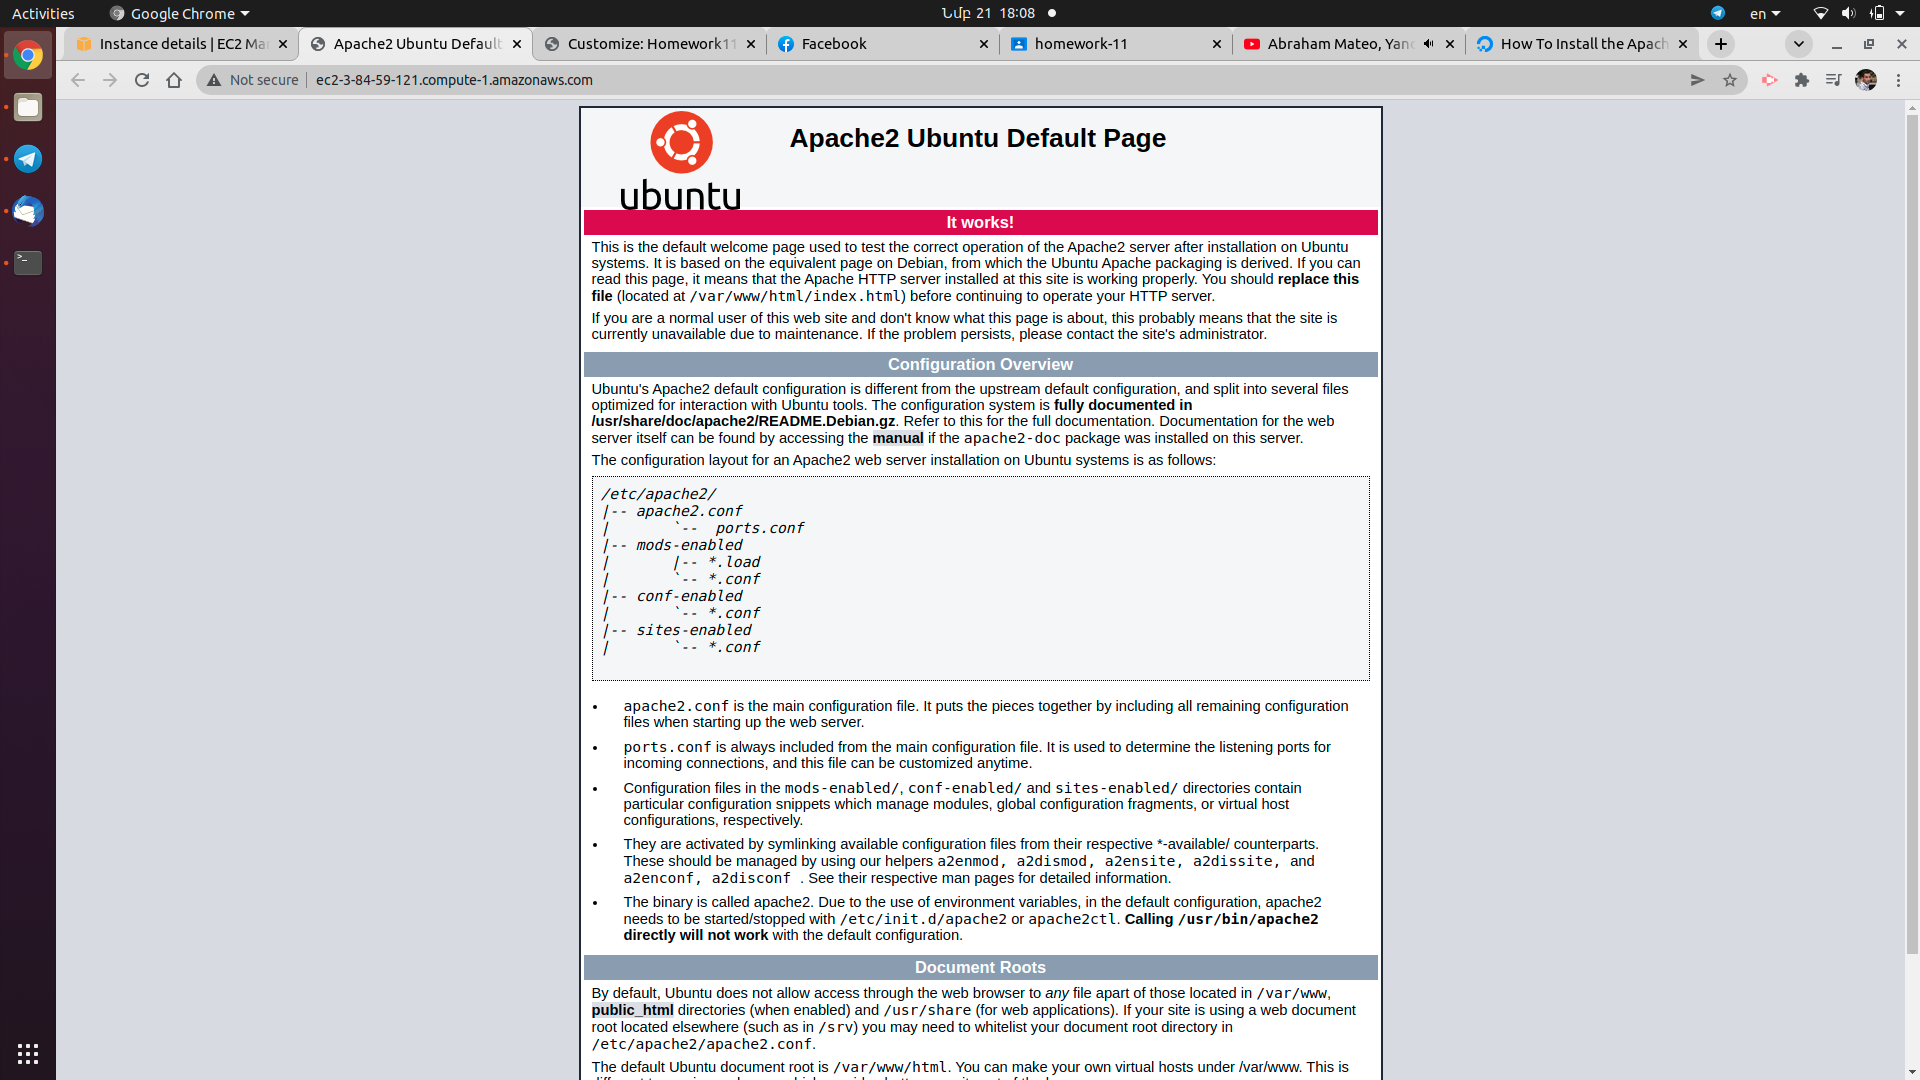 Activities
Google Chrome
Նմբ 21 18:08
en
Instance details | EC2 Mar
Apache2 Ubuntu Default
Customize: Homework11
Facebook
homework-11
Abraham Mateo, Yan
How To Install the Apach
Not secure
ec2-3-84-59-121.compute-1.amazonaws.com
ubuntu
Apache2 Ubuntu Default Page
It works!
This is the default welcome page used to test the correct operation of the Apache2 server after installation on Ubuntu
systems. It is based on the equivalent page on Debian, from which the Ubuntu Apache packaging is derived. If you can
read this page, it means that the Apache HTTP server installed at this site is working properly. You should replace this
file (located at /var/www/html/index.html) before continuing to operate your HTTP server.
If you are a normal user of this web site and don't know what this page is about, this probably means that the site is
currently unavailable due to maintenance. If the problem persists, please contact the site's administrator.
Configuration Overview
Ubuntu's Apache2 default configuration is different from the upstream default configuration, and split into several files
optimized for interaction with Ubuntu tools. The configuration system is fully documented in
/usr/share/doc/apache2/README.Debian.gz. Refer to this for the full documentation. Documentation for the web
server itself can be found by accessing the manual if the apache2-doc package was installed on this server.
The configuration layout for an Apache2 web server installation on Ubuntu systems is as follows:
/etc/apache2/
|-- apache2.conf
|       `--  ports.conf
|-- mods-enabled
|       |-- *.load
|       `-- *.conf
|-- conf-enabled
|       `-- *.conf
|-- sites-enabled
|       `-- *.conf
• apache2.conf is the main configuration file. It puts the pieces together by including all remaining configuration
files when starting up the web server.
• ports.conf is always included from the main configuration file. It is used to determine the listening ports for
incoming connections, and this file can be customized anytime.
• Configuration files in the mods-enabled/, conf-enabled/ and sites-enabled/ directories contain
particular configuration snippets which manage modules, global configuration fragments, or virtual host
configurations, respectively.
• They are activated by symlinking available configuration files from their respective *-available/ counterparts.
These should be managed by using our helpers a2enmod, a2dismod, a2ensite, a2dissite, and
a2enconf, a2disconf . See their respective man pages for detailed information.
• The binary is called apache2. Due to the use of environment variables, in the default configuration, apache2
needs to be started/stopped with /etc/init.d/apache2 or apache2ctl. Calling /usr/bin/apache2
directly will not work with the default configuration.
Document Roots
By default, Ubuntu does not allow access through the web browser to any file apart of those located in /var/www,
public_html directories (when enabled) and /usr/share (for web applications). If your site is using a web document
root located elsewhere (such as in /srv) you may need to whitelist your document root directory in
/etc/apache2/apache2.conf.
The default Ubuntu document root is /var/www/html. You can make your own virtual hosts under /var/www. This is